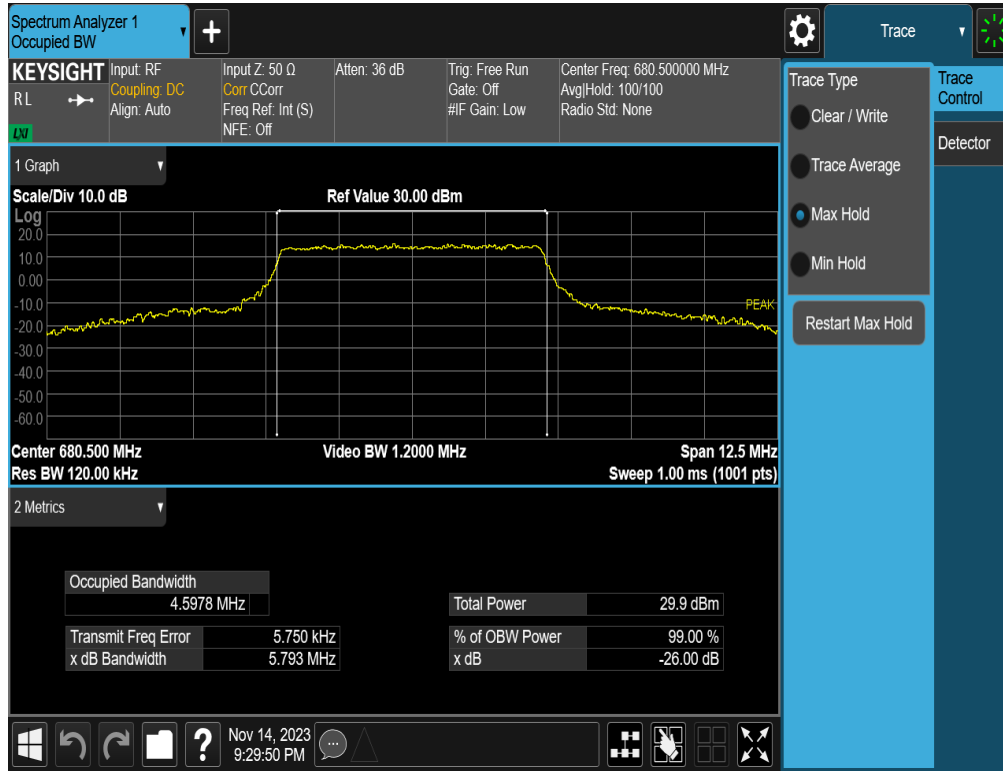 Spectrum Analyzer 1
Occupied BW
+
Trace
KEYSIGHT
RL
LXI
Input: RF
Coupling: DC
Align: Auto
Input Z: 50 Ω
Corr CCorr
Freq Ref: Int (S)
NFE: Off
Atten: 36 dB
Trig: Free Run
Gate: Off
#IF Gain: Low
Center Freq: 680.500000 MHz
Avg|Hold: 100/100
Radio Std: None
Trace Type
Clear / Write
Trace Average
Max Hold
Min Hold
Restart Max Hold
Trace
Control
Detector
1 Graph
Scale/Div 10.0 dB
Ref Value 30.00 dBm
Log
20.0
10.0
0.00
-10.0
-20.0
-30.0
-40.0
-50.0
-60.0
PEAK
Center 680.500 MHz
Video BW 1.2000 MHz
Span 12.5 MHz
Res BW 120.00 kHz
Sweep 1.00 ms (1001 pts)
2 Metrics
Occupied Bandwidth
4.5978 MHz
Total Power 29.9 dBm
Transmit Freq Error 5.750 kHz
% of OBW Power 99.00 %
x dB Bandwidth 5.793 MHz
x dB -26.00 dB
?
Nov 14, 2023
9:29:50 PM